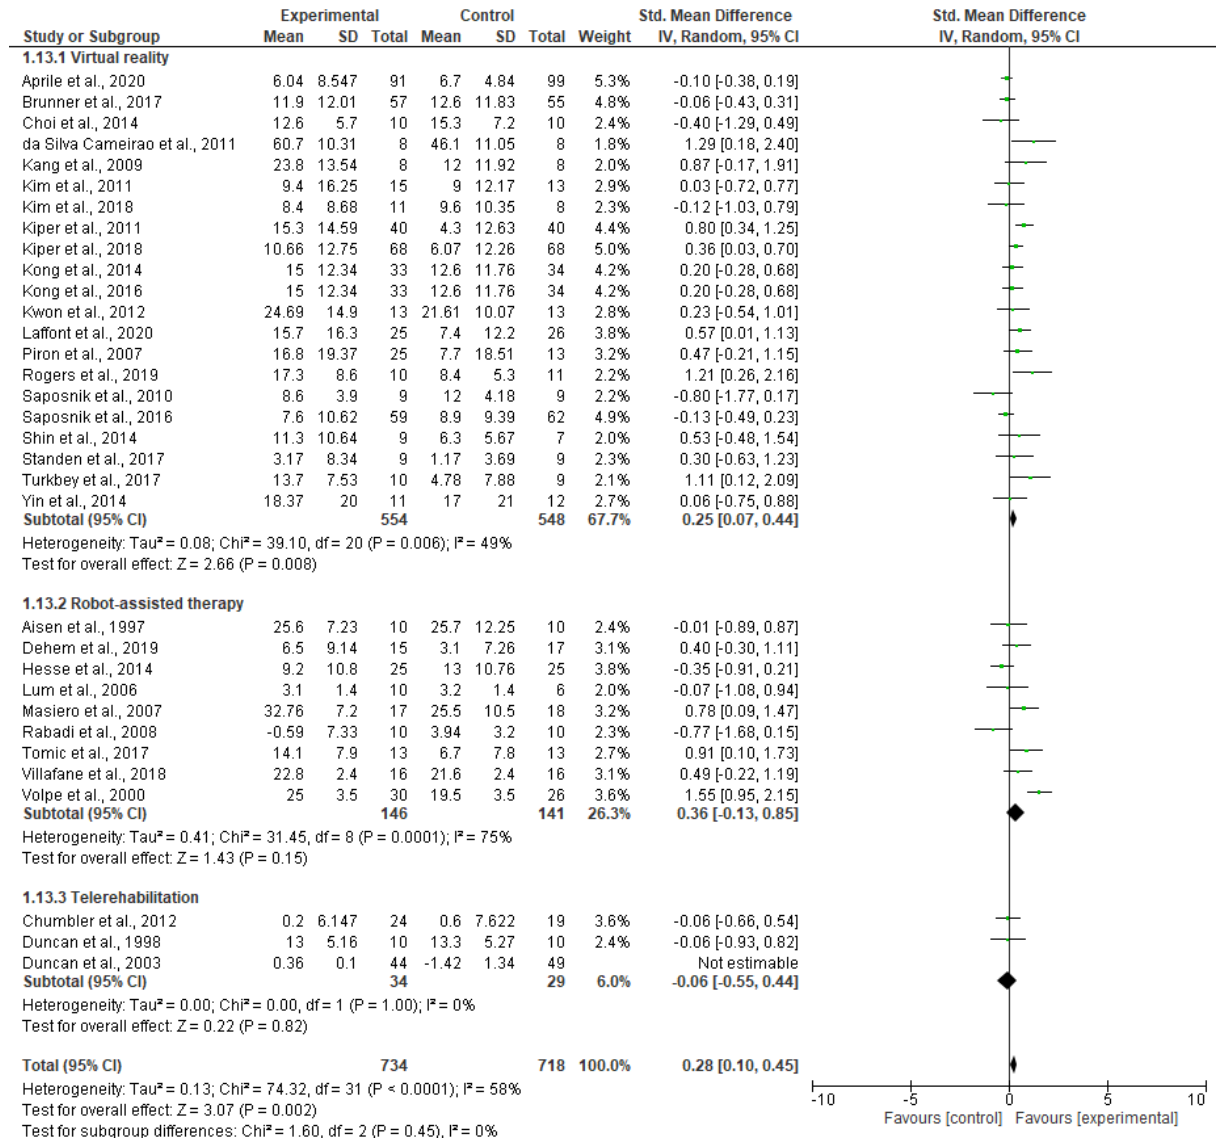 Experimental Control Std. Mean Difference Std. Mean Difference
Study or Subgroup Mean SD Total Mean SD Total Weight IV, Random, 95% CI IV, Random, 95% CI
1.13.1 Virtual reality
Aprile et al., 2020 6.04 8.547 91 6.7 4.84 99 5.3% -0.10 [-0.38, 0.19]
Brunner et al., 2017 11.9 12.01 57 12.6 11.83 55 4.8% -0.06 [-0.43, 0.31]
Choi et al., 2014 12.6 5.7 10 15.3 7.2 10 2.4% -0.40 [-1.29, 0.49]
da Silva Cameirao et al., 2011 60.7 10.31 8 46.1 11.05 8 1.8% 1.29 [0.18, 2.40]
Kang et al., 2009 23.8 13.54 8 12 11.92 8 2.0% 0.87 [-0.17, 1.91]
Kim et al., 2011 9.4 16.25 15 9 12.17 13 2.9% 0.03 [-0.72, 0.77]
Kim et al., 2018 8.4 8.68 11 9.6 10.35 8 2.3% -0.12 [-1.03, 0.79]
Kiper et al., 2011 15.3 14.59 40 4.3 12.63 40 4.4% 0.80 [0.34, 1.25]
Kiper et al., 2018 10.66 12.75 68 6.07 12.26 68 5.0% 0.36 [0.03, 0.70]
Kong et al., 2014 15 12.34 33 12.6 11.76 34 4.2% 0.20 [-0.28, 0.68]
Kong et al., 2016 15 12.34 33 12.6 11.76 34 4.2% 0.20 [-0.28, 0.68]
Kwon et al., 2012 24.69 14.9 13 21.61 10.07 13 2.8% 0.23 [-0.54, 1.01]
Laffont et al., 2020 15.7 16.3 25 7.4 12.2 26 3.8% 0.57 [0.01, 1.13]
Piron et al., 2007 16.8 19.37 25 7.7 18.51 13 3.2% 0.47 [-0.21, 1.15]
Rogers et al., 2019 17.3 8.6 10 8.4 5.3 11 2.2% 1.21 [0.26, 2.16]
Saposnik et al., 2010 8.6 3.9 9 12 4.18 9 2.2% -0.80 [-1.77, 0.17]
Saposnik et al., 2016 7.6 10.62 59 8.9 9.39 62 4.9% -0.13 [-0.49, 0.23]
Shin et al., 2014 11.3 10.64 9 6.3 5.67 7 2.0% 0.53 [-0.48, 1.54]
Standen et al., 2017 3.17 8.34 9 1.17 3.69 9 2.3% 0.30 [-0.63, 1.23]
Turkbey et al., 2017 13.7 7.53 10 4.78 7.88 9 2.1% 1.11 [0.12, 2.09]
Yin et al., 2014 18.37 20 11 17 21 12 2.7% 0.06 [-0.75, 0.88]
Subtotal (95% CI) 554 548 67.7% 0.25 [0.07, 0.44]
Heterogeneity: Tau² = 0.08; Chi² = 39.10, df = 20 (P = 0.006); I² = 49%
Test for overall effect: Z = 2.66 (P = 0.008)
1.13.2 Robot-assisted therapy
Aisen et al., 1997 25.6 7.23 10 25.7 12.25 10 2.4% -0.01 [-0.89, 0.87]
Dehem et al., 2019 6.5 9.14 15 3.1 7.26 17 3.1% 0.40 [-0.30, 1.11]
Hesse et al., 2014 9.2 10.8 25 13 10.76 25 3.8% -0.35 [-0.91, 0.21]
Lum et al., 2006 3.1 1.4 10 3.2 1.4 6 2.0% -0.07 [-1.08, 0.94]
Masiero et al., 2007 32.76 7.2 17 25.5 10.5 18 3.2% 0.78 [0.09, 1.47]
Rabadi et al., 2008 -0.59 7.33 10 3.94 3.2 10 2.3% -0.77 [-1.68, 0.15]
Tomic et al., 2017 14.1 7.9 13 6.7 7.8 13 2.7% 0.91 [0.10, 1.73]
Villafane et al., 2018 22.8 2.4 16 21.6 2.4 16 3.1% 0.49 [-0.22, 1.19]
Volpe et al., 2000 25 3.5 30 19.5 3.5 26 3.6% 1.55 [0.95, 2.15]
Subtotal (95% CI) 146 141 26.3% 0.36 [-0.13, 0.85]
Heterogeneity: Tau² = 0.41; Chi² = 31.45, df = 8 (P = 0.0001); I² = 75%
Test for overall effect: Z = 1.43 (P = 0.15)
1.13.3 Telerehabilitation
Chumbler et al., 2012 0.2 6.147 24 0.6 7.622 19 3.6% -0.06 [-0.66, 0.54]
Duncan et al., 1998 13 5.16 10 13.3 5.27 10 2.4% -0.06 [-0.93, 0.82]
Duncan et al., 2003 0.36 0.1 44 -1.42 1.34 49 Not estimable
Subtotal (95% CI) 34 29 6.0% -0.06 [-0.55, 0.44]
Heterogeneity: Tau² = 0.00; Chi² = 0.00, df = 1 (P = 1.00); I² = 0%
Test for overall effect: Z = 0.22 (P = 0.82)
Total (95% CI) 734 718 100.0% 0.28 [0.10, 0.45]
Heterogeneity: Tau² = 0.13; Chi² = 74.32, df = 31 (P < 0.0001); I² = 58%
Test for overall effect: Z = 3.07 (P = 0.002)
Test for subgroup differences: Chi² = 1.60, df = 2 (P = 0.45), I² = 0%
-10 -5 0 5 10
Favours [control] Favours [experimental]